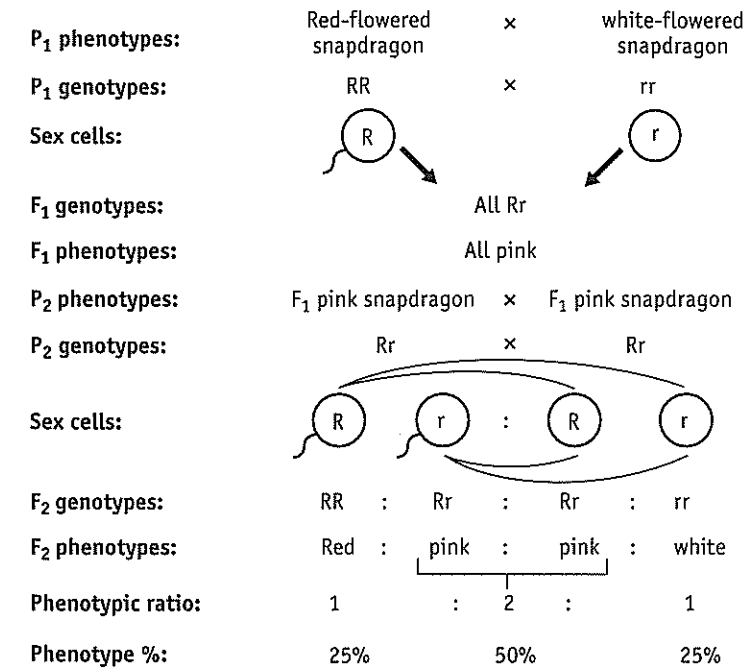 P₁ phenotypes: Red-flowered snapdragon × white-flowered snapdragon
P₁ genotypes: RR × rr
Sex cells: R r
F₁ genotypes: All Rr
F₁ phenotypes: All pink
P₂ phenotypes: F₁ pink snapdragon × F₁ pink snapdragon
P₂ genotypes: Rr × Rr
Sex cells: R r : R r
F₂ genotypes: RR : Rr : Rr : rr
F₂ phenotypes: Red : pink : pink : white
Phenotypic ratio: 1 : 2 : 1
Phenotype %: 25% 50% 25%